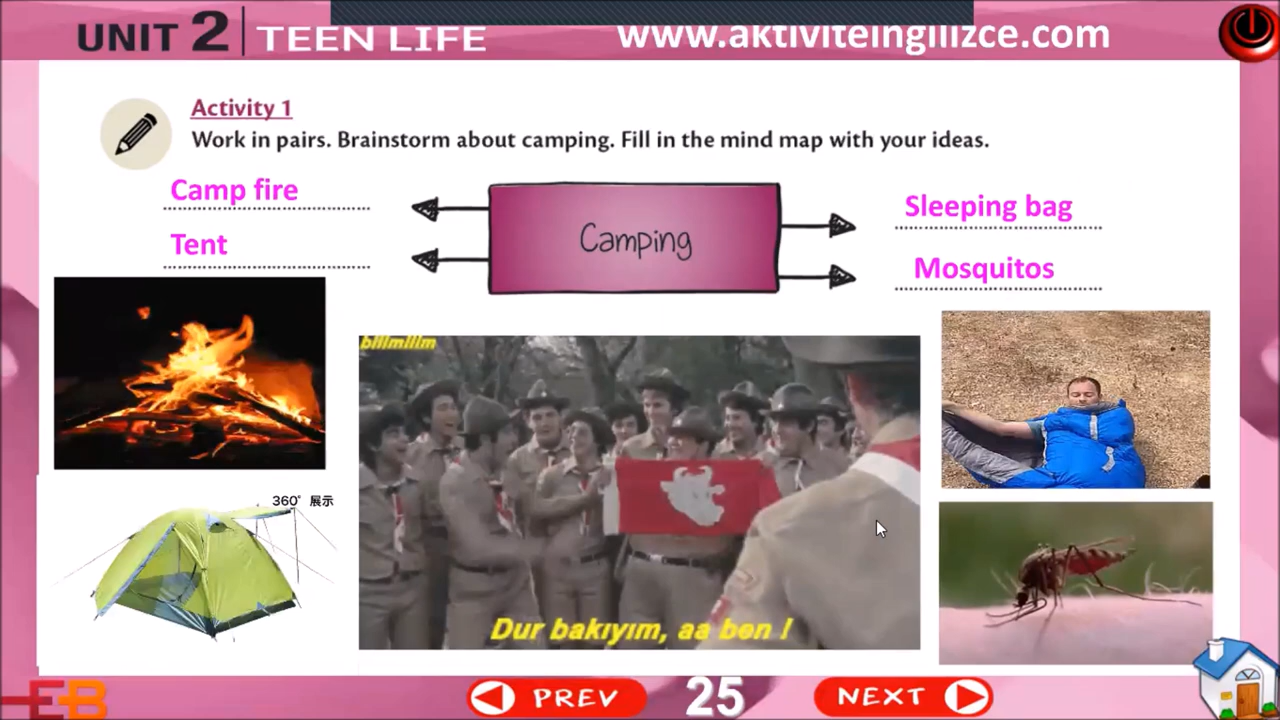 UNIT 2 TEEN LIFE
www.aktiviteingilizce.com
Activity 1
Work in pairs. Brainstorm about camping. Fill in the mind map with your ideas.
Camp fire
Tent
Camping
Sleeping bag
Mosquitos
biiimiiim
360° 展示
Dur bakıyım, aa ben !
EB
PREV
25
NEXT